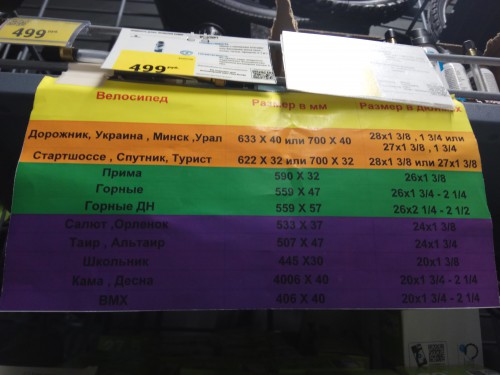 499
499
Велосипед Размер в мм Размер в дюймах
Дорожник, Украина , Минск ,Урал 633 X 40 или 700 X 40 28x1 3/8 , 1 3/4 или
27x1 3/8 , 1 3/4
Стартшоссе , Спутник, Турист 622 X 32 или 700 X 32 28x1 3/8 или 27x1 3/8
Прима 590 X 32 26x1 3/8
Горные 559 X 47 26x1 3/4 - 2 1/4
Горные ДН 559 X 57 26x2 1/4 - 2 1/2
Салют ,Орленок 533 X 37 24x1 3/8
Таир , Альтаир 507 X 47 24x1 3/4
Школьник 445 X30 20x1 3/8
Кама , Десна 4006 X 40 20x1 3/4 - 2 1/4
BMX 406 X 40 20x1 3/4 - 2 1/4